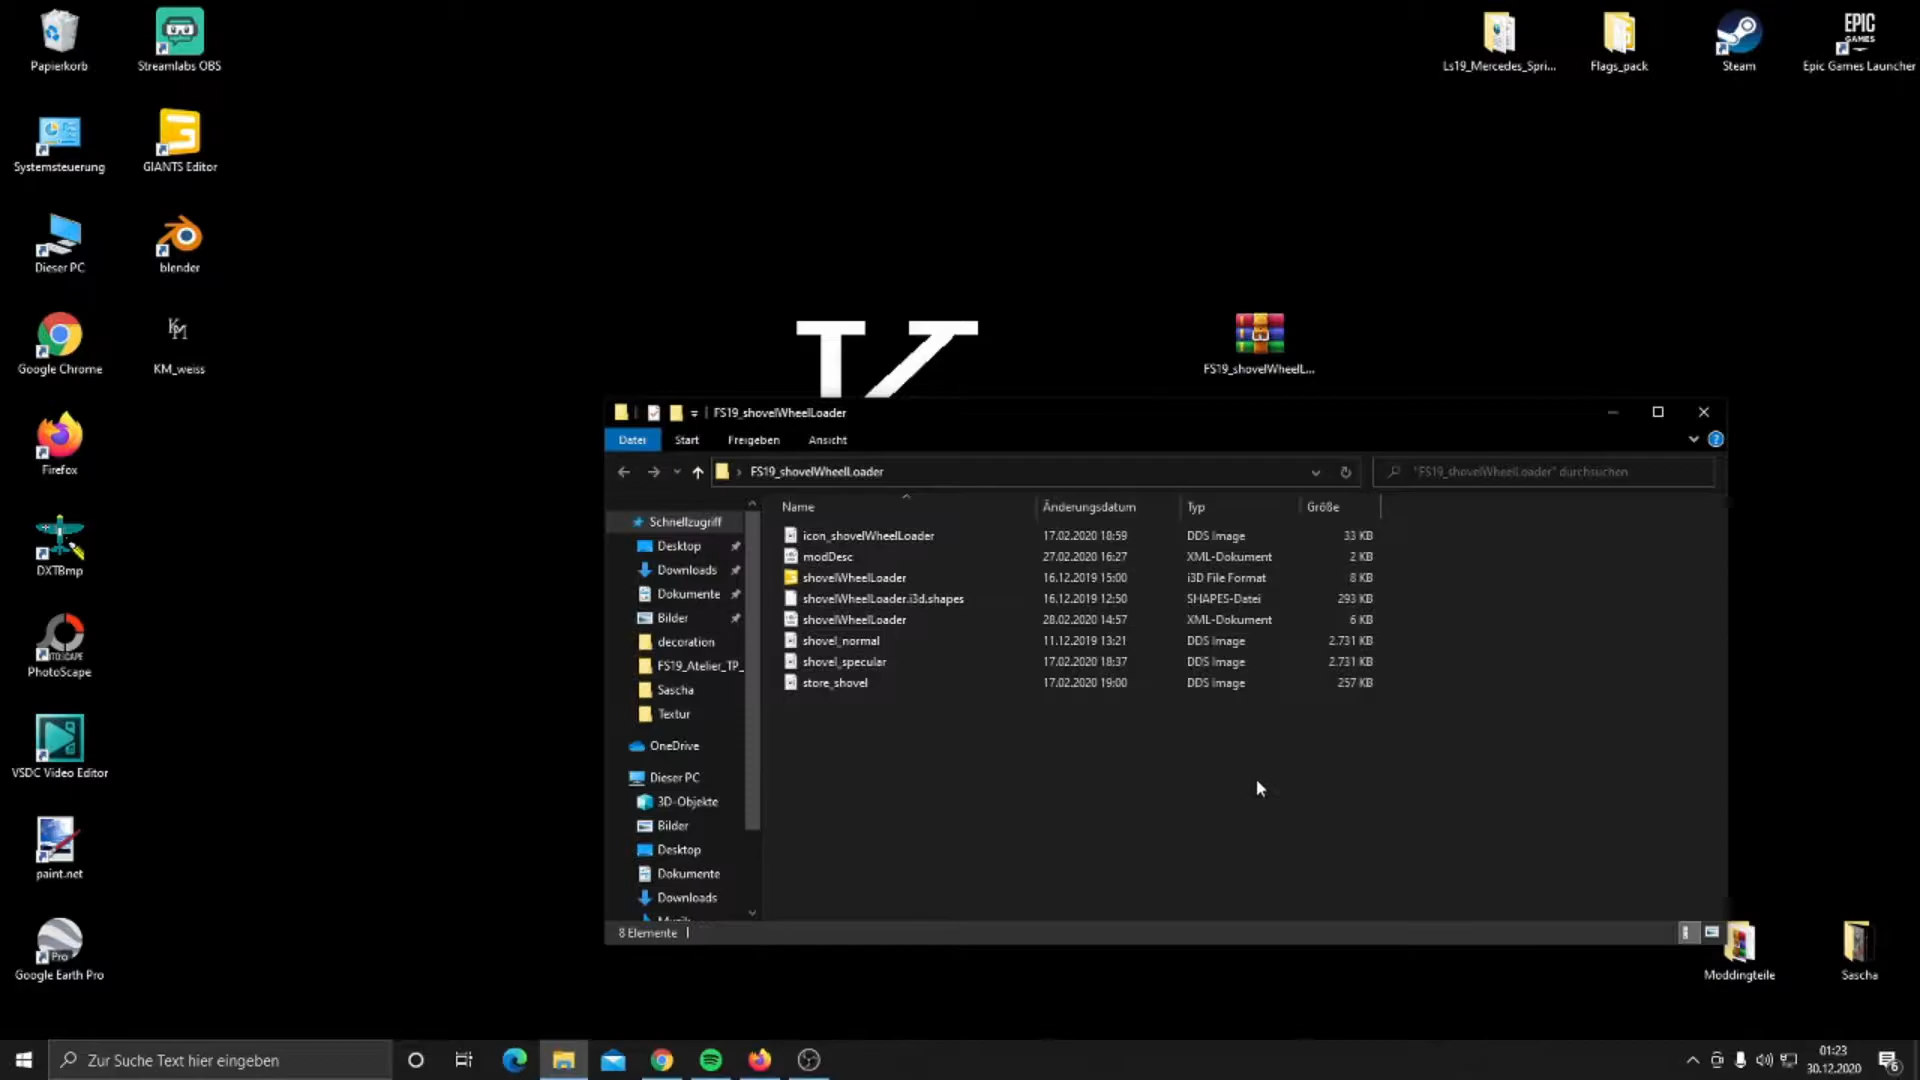 Papierkorb
Streamlabs OBS
Ls19_Mercedes_Spri...
Flags_pack
Steam
EPIC
GAMES
Epic Games Launcher
Systemsteuerung
GIANTS Editor
Dieser PC
blender
Google Chrome
KM
KM_weiss
FS19_shovelWheelL...
Firefox
DXTBmp
PhotoScape
VSDC Video Editor
paint.net
Pro
Google Earth Pro
FS19_shovelWheelLoader
Datei
Start
Freigeben
Ansicht
FS19_shovelWheelLoader
"FS19_shovelWheelLoader" durchsuchen
Name
Änderungsdatum
Typ
Größe
icon_shovelWheelLoader 17.02.2020 18:59 DDS Image 33 KB
modDesc 27.02.2020 16:27 XML-Dokument 2 KB
shovelWheelLoader 16.12.2019 15:00 i3D File Format 8 KB
shovelWheelLoader.i3d.shapes 16.12.2019 12:50 SHAPES-Datei 293 KB
shovelWheelLoader 28.02.2020 14:57 XML-Dokument 6 KB
shovel_normal 11.12.2019 13:21 DDS Image 2.731 KB
shovel_specular 17.02.2020 18:37 DDS Image 2.731 KB
store_shovel 17.02.2020 19:00 DDS Image 257 KB
Schnellzugriff
Desktop
Downloads
Dokumente
Bilder
decoration
FS19_Atelier_TP_
Sascha
Textur
OneDrive
Dieser PC
3D-Objekte
Bilder
Desktop
Dokumente
Downloads
Musik
8 Elemente
Moddingteile
Sascha
Zur Suche Text hier eingeben
01:23
30.12.2020
6